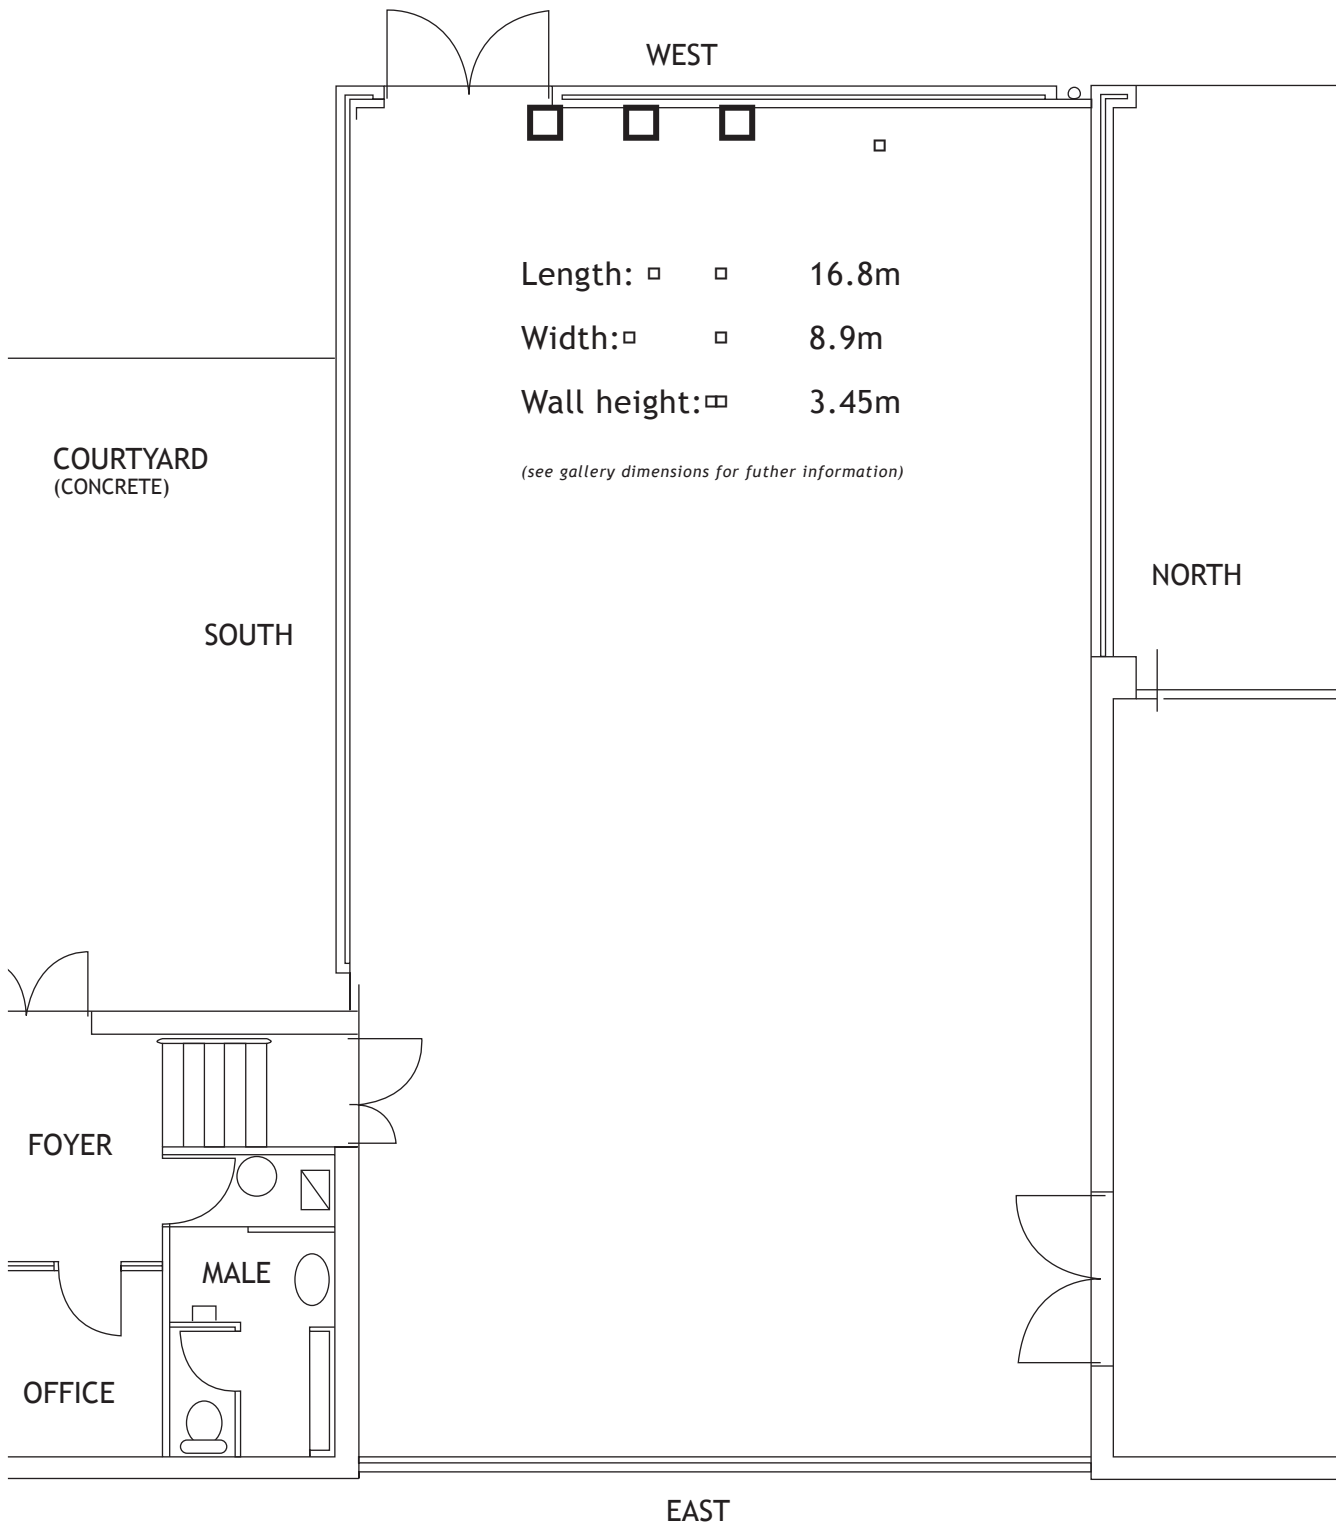 WEST
Length: 16.8m
Width: 8.9m
Wall height: 3.45m
(see gallery dimensions for futher information)
COURTYARD
(CONCRETE)
NORTH
SOUTH
FOYER
MALE
OFFICE
EAST